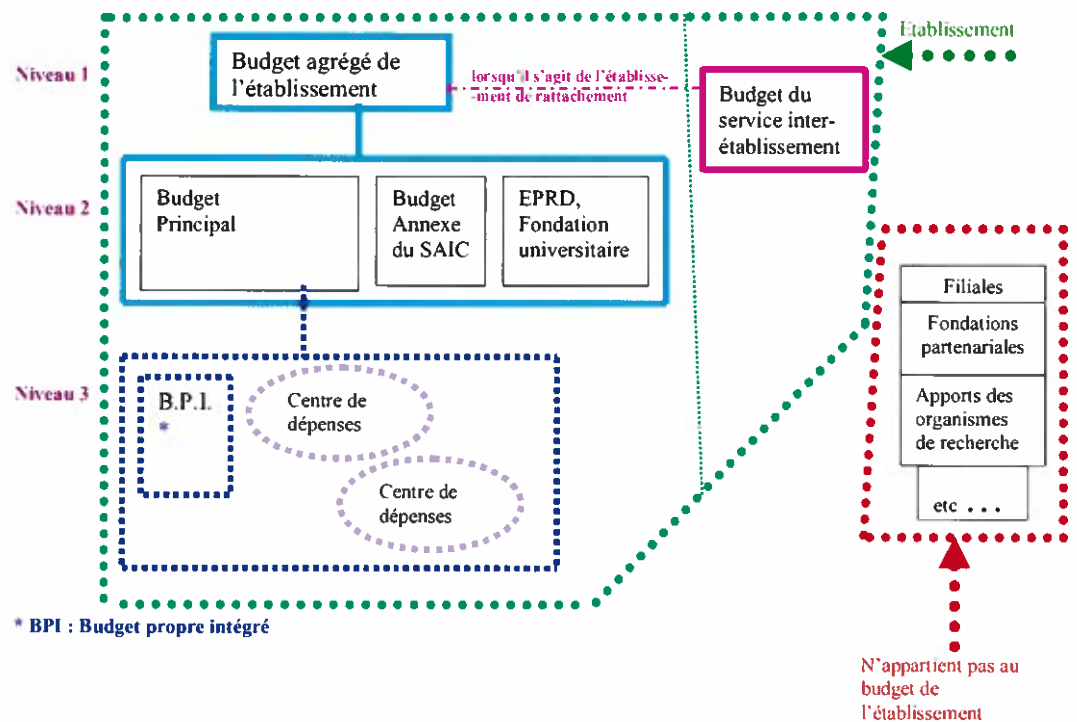 Etablissement
Niveau 1
Budget agrégé de
l'établissement
lorsqu'il s'agit de l'établisse-
-ment de rattachement
Budget du
service inter-
établissement
Niveau 2
Budget
Principal
Budget
Annexe
du SAIC
EPRD,
Fondation
universitaire
Filiales
Fondations
partenariales
Apports des
organismes
de recherche
etc ...
Niveau 3
B.P.I.
*
Centre de
dépenses
Centre de
dépenses
* BPI : Budget propre intégré
N'appartient pas au
budget de
l'établissement